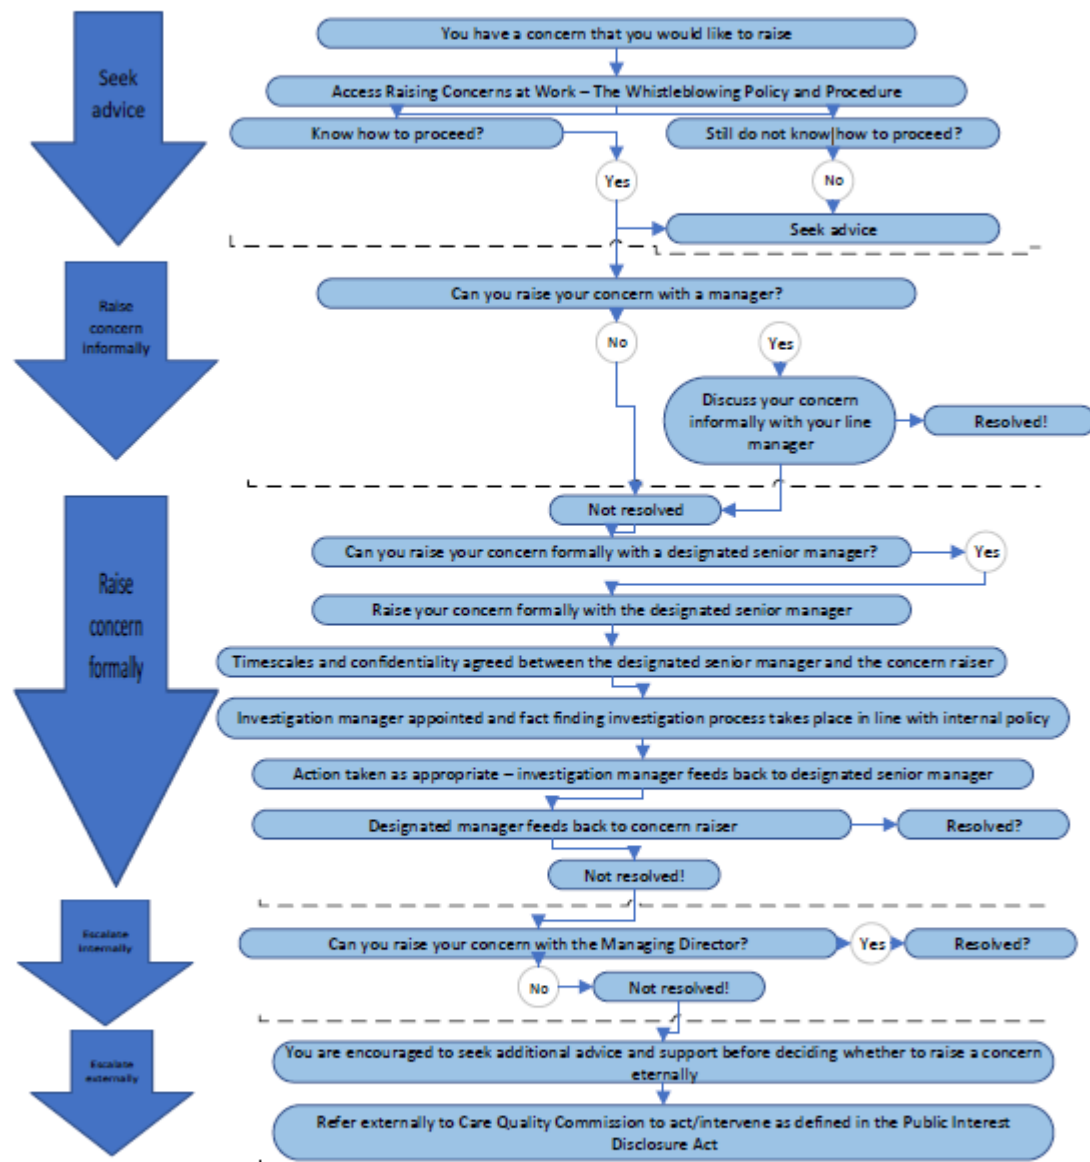 Seek
advice
You have a concern that you would like to raise
Access Raising Concerns at Work – The Whistleblowing Policy and Procedure
Know how to proceed?
Still do not know how to proceed?
Yes
No
Seek advice
Raise
concern
informally
Can you raise your concern with a manager?
No
Yes
Discuss your concern
informally with your line
manager
Resolved!
Raise
concern
formally
Not resolved
Can you raise your concern formally with a designated senior manager?
Yes
Raise your concern formally with the designated senior manager
Timescales and confidentiality agreed between the designated senior manager and the concern raiser
Investigation manager appointed and fact finding investigation process takes place in line with internal policy
Action taken as appropriate – investigation manager feeds back to designated senior manager
Designated manager feeds back to concern raiser
Resolved?
Not resolved!
Escalate
internally
Can you raise your concern with the Managing Director?
Yes
Resolved?
No
Not resolved!
Escalate
externally
You are encouraged to seek additional advice and support before deciding whether to raise a concern
eternally
Refer externally to Care Quality Commission to act/intervene as defined in the Public Interest
Disclosure Act